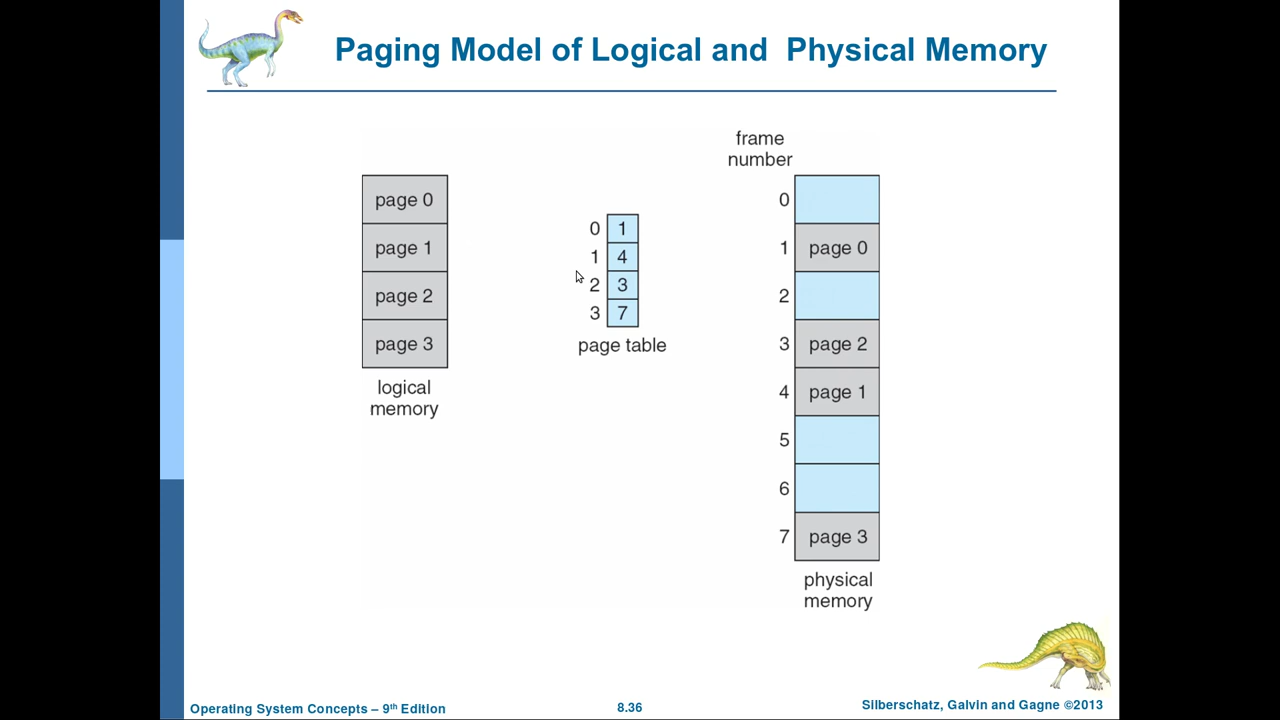 Paging Model of Logical and  Physical Memory
page 0
page 1
page 2
page 3
logical
memory
0 1
1 4
2 3
3 7
page table
frame
number
0
1 page 0
2
3 page 2
4 page 1
5
6
7 page 3
physical
memory
Operating System Concepts – 9th Edition
8.36
Silberschatz, Galvin and Gagne ©2013